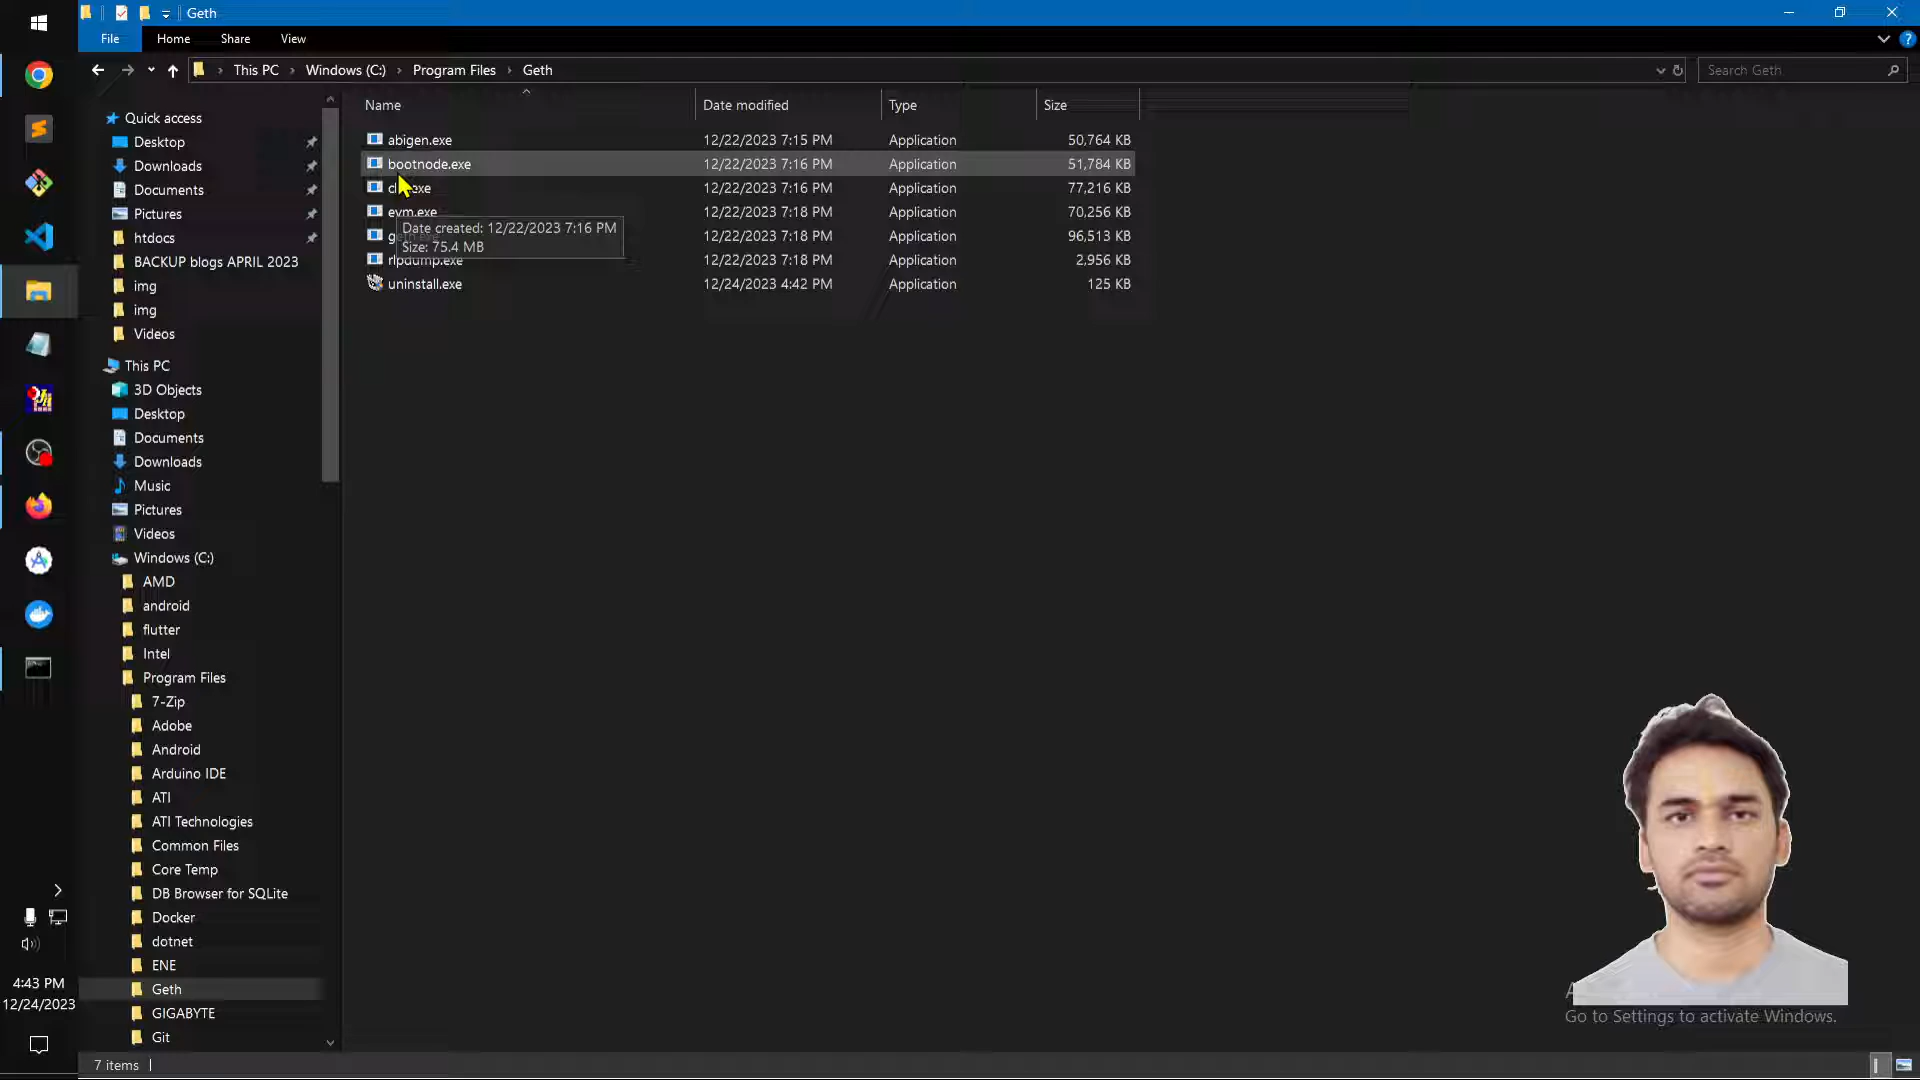 Geth
File Home Share View
This PC Windows (C:) Program Files Geth
Search Geth
Name Date modified Type Size
abigen.exe 12/22/2023 7:15 PM Application 50,764 KB
bootnode.exe 12/22/2023 7:16 PM Application 51,784 KB
12/22/2023 7:16 PM Application 77,216 KB
evm.exe 12/22/2023 7:18 PM Application 70,256 KB
12/22/2023 7:18 PM Application 96,513 KB
rlpdump.exe 12/22/2023 7:18 PM Application 2,956 KB
uninstall.exe 12/24/2023 4:42 PM Application 125 KB
Date created: 12/22/2023 7:16 PM
Size: 75.4 MB
Quick access
Desktop
Downloads
Documents
Pictures
htdocs
BACKUP blogs APRIL 2023
img
img
Videos
This PC
3D Objects
Desktop
Documents
Downloads
Music
Pictures
Videos
Windows (C:)
AMD
android
flutter
Intel
Program Files
7-Zip
Adobe
Android
Arduino IDE
ATI
ATI Technologies
Common Files
Core Temp
DB Browser for SQLite
Docker
dotnet
ENE
Geth
GIGABYTE
Git
4:43 PM
12/24/2023
7 items
Go to Settings to activate Windows.